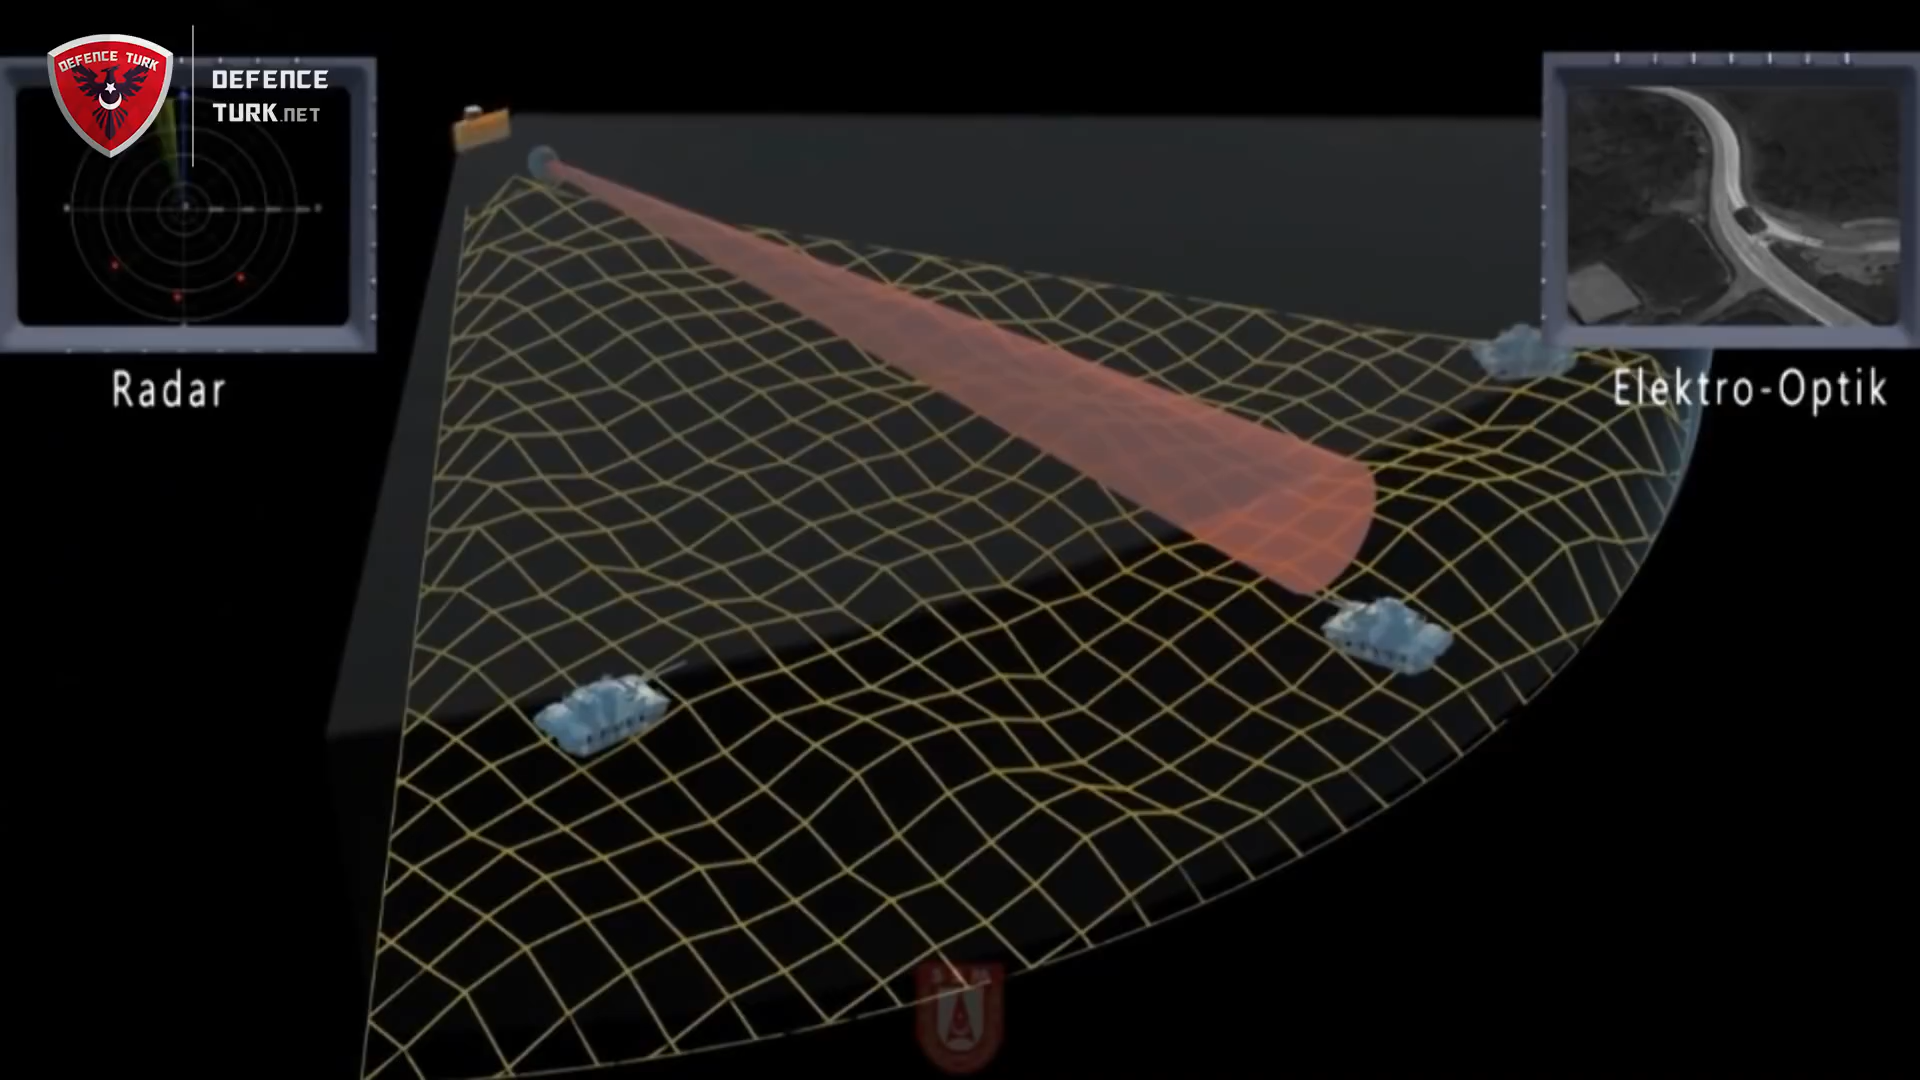 DEFENCE TURK
DEFENCE
TURK.NET
Radar
Elektro-Optik